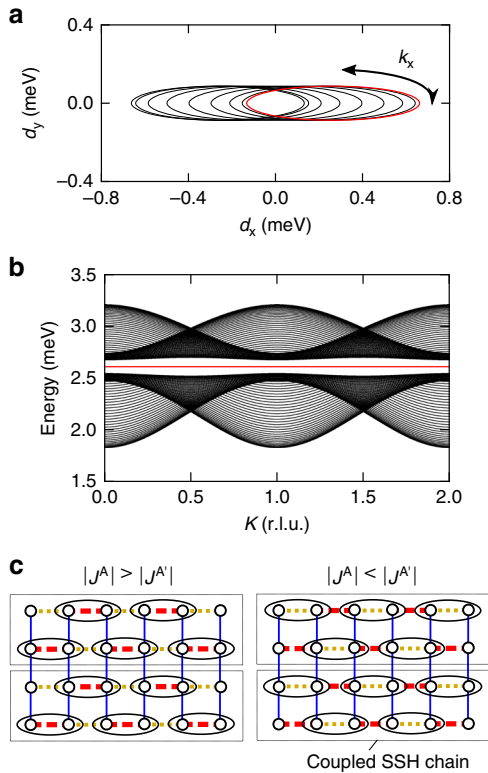 a
k_x
d_y (meV)
0.4
0.0
−0.4
−0.8 −0.4 0.0 0.4 0.8
d_x (meV)
b
Energy (meV)
3.5
3.0
2.5
2.0
1.5
0.0 0.5 1.0 1.5 2.0
K (r.l.u.)
c
|J^A| > |J^A'| |J^A| < |J^A'|
Coupled SSH chain